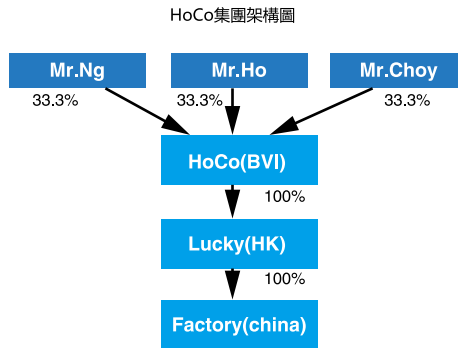 HoCo集團架構圖
Mr.Ng
Mr.Ho
Mr.Choy
33.3%
33.3%
33.3%
HoCo(BVI)
100%
Lucky(HK)
100%
Factory(china)